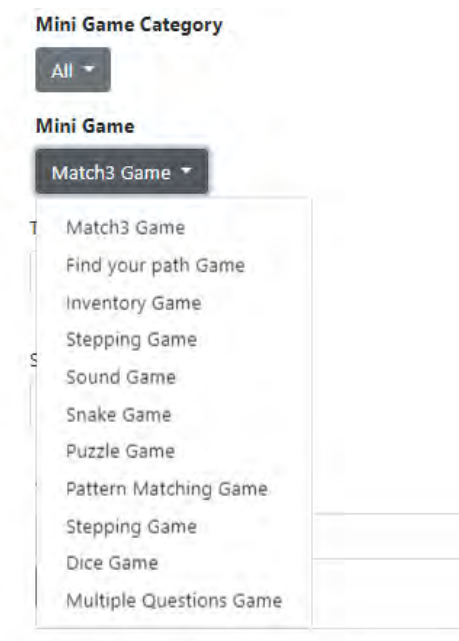 Mini Game Category
All
Mini Game
Match3 Game
Match3 Game
Find your path Game
Inventory Game
Stepping Game
Sound Game
Snake Game
Puzzle Game
Pattern Matching Game
Stepping Game
Dice Game
Multiple Questions Game